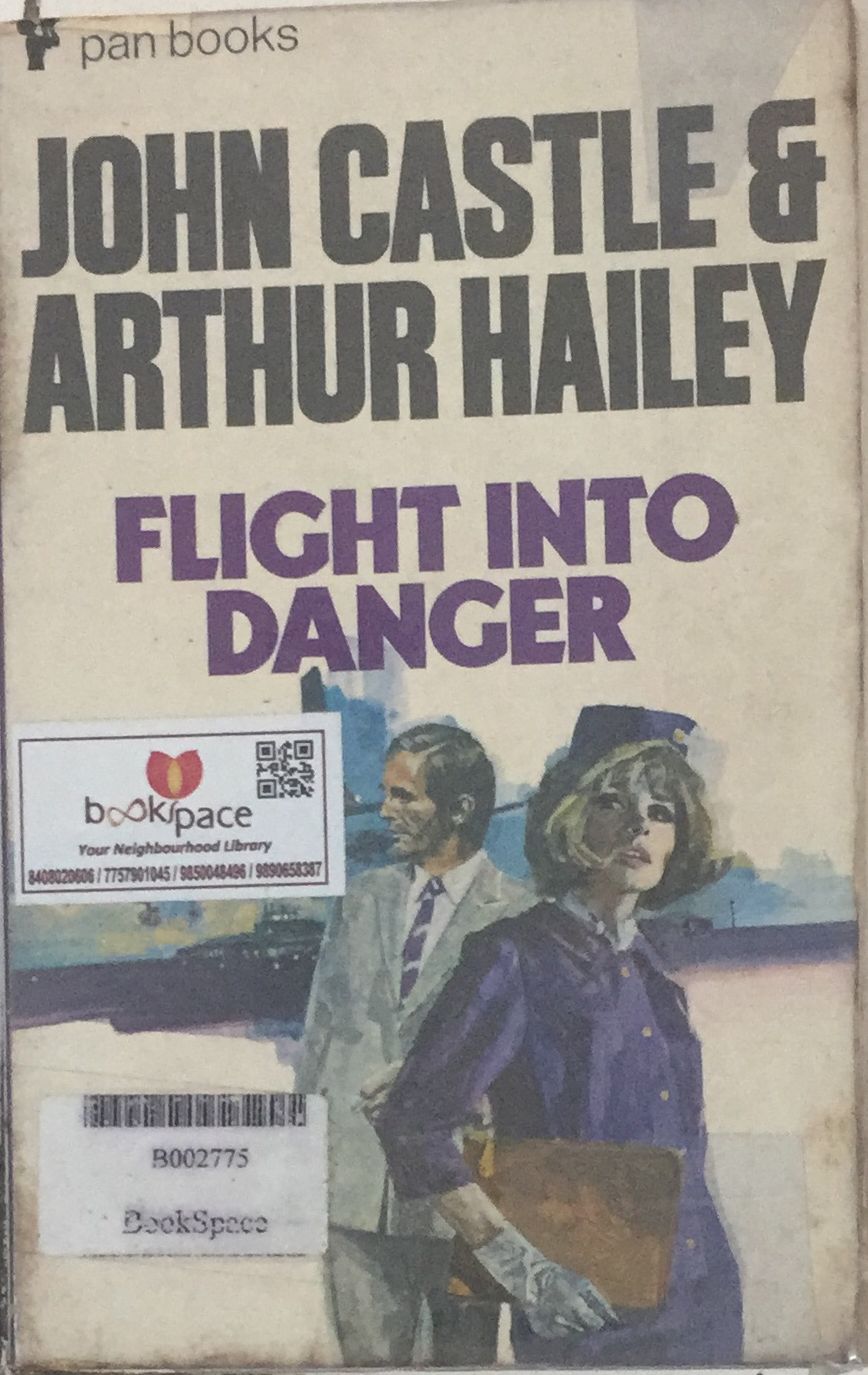 pan books
JOHN CASTLE &
ARTHUR HAILEY
FLIGHT INTO
DANGER
bookspace
Your Neighbourhood Library
8408020606 / 7757901045 / 9850048496 / 9890658387
B002775
BookSpace